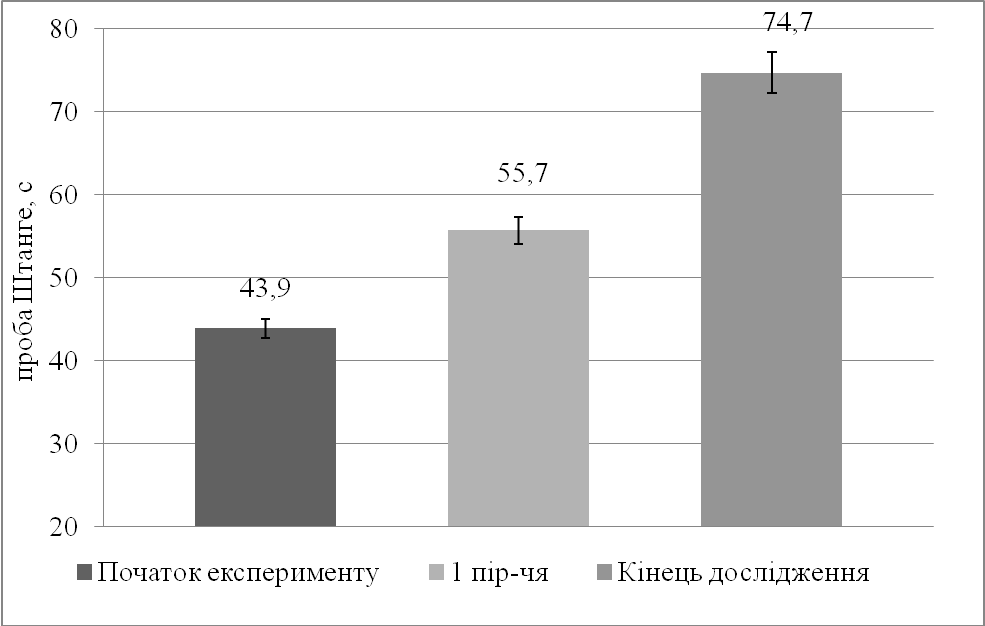 80
70
60
50
40
30
20
проба Штанге, с
43,9
55,7
74,7
Початок експерименту
1 пір-чя
Кінець дослідження